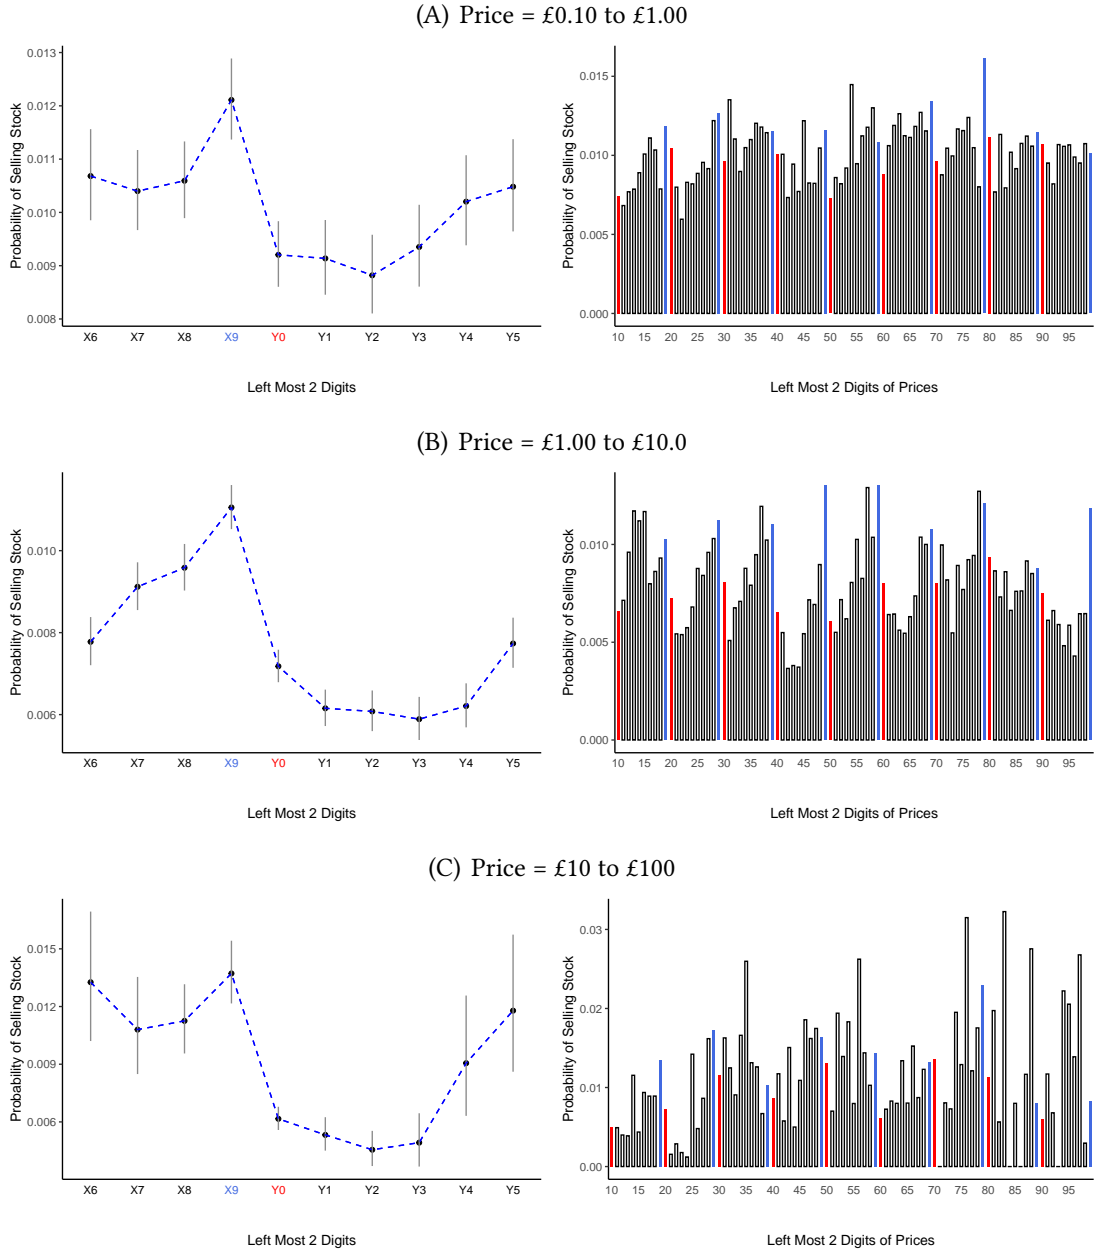 (A) Price = £0.10 to £1.00
Probability of Selling Stock
0.013
0.012
0.011
0.010
0.009
0.008
X6 X7 X8 X9 Y0 Y1 Y2 Y3 Y4 Y5
Left Most 2 Digits
Probability of Selling Stock
0.015
0.010
0.005
0.000
10 15 20 25 30 35 40 45 50 55 60 65 70 75 80 85 90 95
Left Most 2 Digits of Prices
(B) Price = £1.00 to £10.0
Probability of Selling Stock
0.010
0.008
0.006
X6 X7 X8 X9 Y0 Y1 Y2 Y3 Y4 Y5
Left Most 2 Digits
Probability of Selling Stock
0.010
0.005
0.000
10 15 20 25 30 35 40 45 50 55 60 65 70 75 80 85 90 95
Left Most 2 Digits of Prices
(C) Price = £10 to £100
Probability of Selling Stock
0.015
0.012
0.009
0.006
X6 X7 X8 X9 Y0 Y1 Y2 Y3 Y4 Y5
Left Most 2 Digits
Probability of Selling Stock
0.03
0.02
0.01
0.00
10 15 20 25 30 35 40 45 50 55 60 65 70 75 80 85 90 95
Left Most 2 Digits of Prices